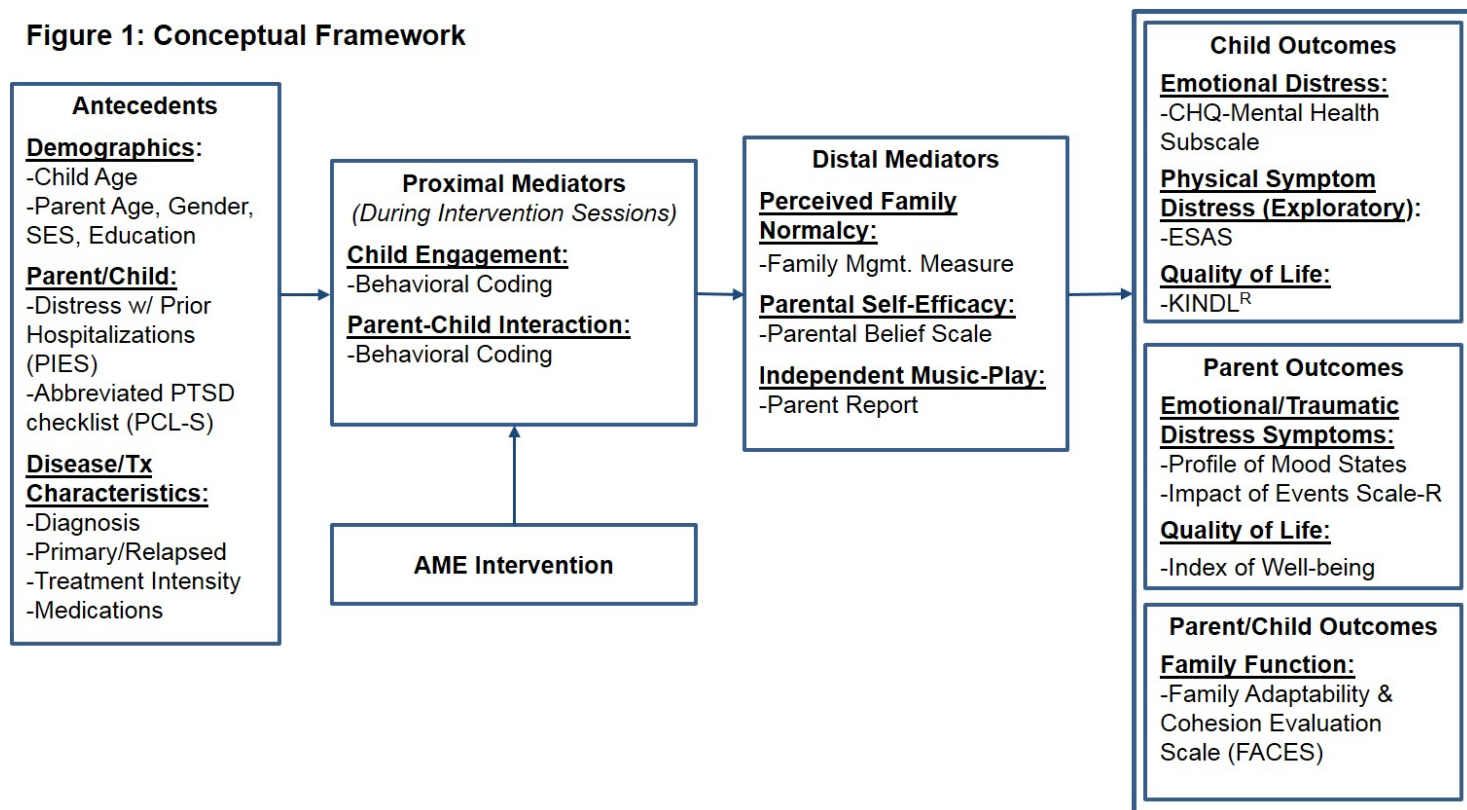 Figure 1: Conceptual Framework
Antecedents
Demographics:
-Child Age
-Parent Age, Gender,
SES, Education
Parent/Child:
-Distress w/ Prior
Hospitalizations
(PIES)
-Abbreviated PTSD
checklist (PCL-S)
Disease/Tx
Characteristics:
-Diagnosis
-Primary/Relapsed
-Treatment Intensity
-Medications
Proximal Mediators
(During Intervention Sessions)
Child Engagement:
-Behavioral Coding
Parent-Child Interaction:
-Behavioral Coding
AME Intervention
Distal Mediators
Perceived Family
Normalcy:
-Family Mgmt. Measure
Parental Self-Efficacy:
-Parental Belief Scale
Independent Music-Play:
-Parent Report
Child Outcomes
Emotional Distress:
-CHQ-Mental Health
Subscale
Physical Symptom
Distress (Exploratory):
-ESAS
Quality of Life:
-KINDLR
Parent Outcomes
Emotional/Traumatic
Distress Symptoms:
-Profile of Mood States
-Impact of Events Scale-R
Quality of Life:
-Index of Well-being
Parent/Child Outcomes
Family Function:
-Family Adaptability &
Cohesion Evaluation
Scale (FACES)